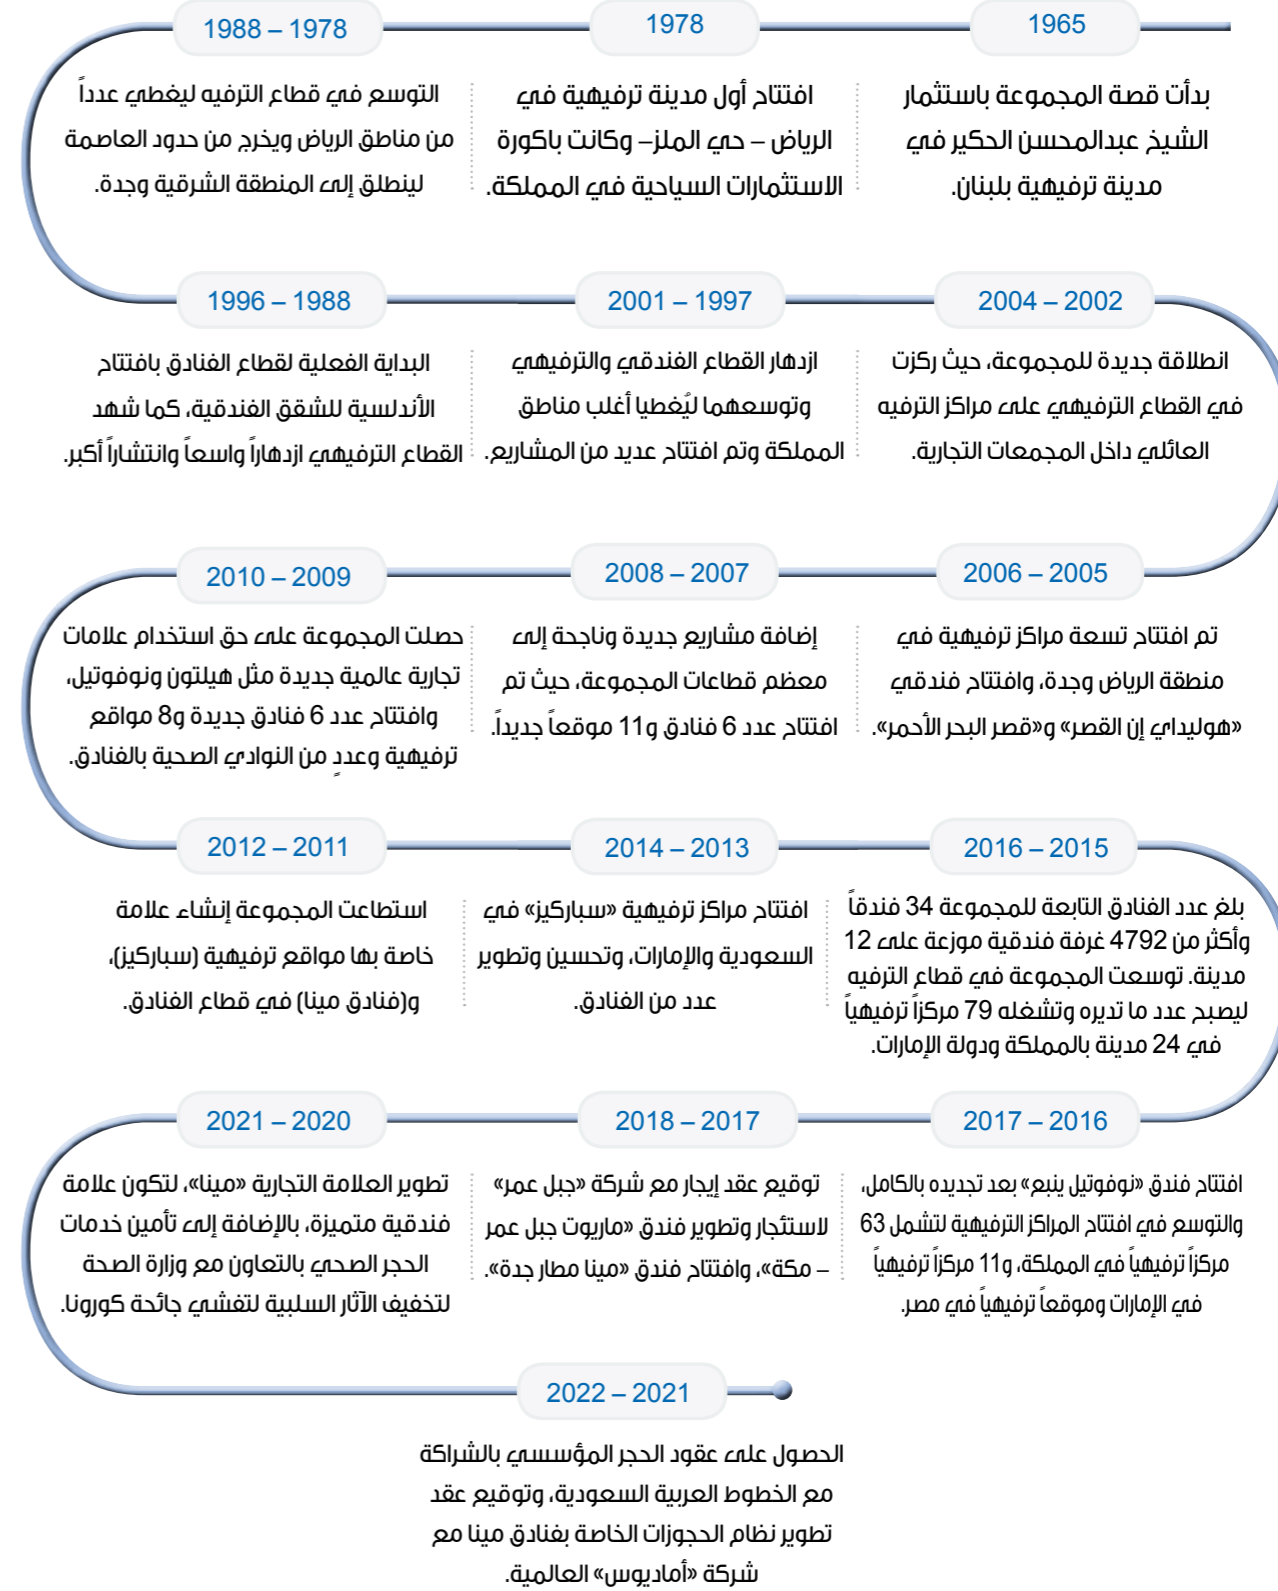 1965
بدأت قصة المجموعة باستثمار
الشيخ عبدالمحسن الحكير في
مدينة ترفيهية بلبنان.
1978
افتتاح أول مدينة ترفيهية في
الرياض – حي الملز– وكانت باكورة
الاستثمارات السياحية في المملكة.
1978 – 1988
التوسع في قطاع الترفيه ليغطي عدداً
من مناطق الرياض ويخرج من حدود العاصمة
لينطلق إلى المنطقة الشرقية وجدة.
1988 – 1996
البداية الفعلية لقطاع الفنادق بافتتاح
الأندلسية للشقق الفندقية، كما شهد
القطاع الترفيهي ازدهاراً واسعاً وانتشاراً أكبر.
1997 – 2001
ازدهار القطاع الفندقي والترفيهي
وتوسعهما ليُغطيا أغلب مناطق
المملكة وتم افتتاح عديد من المشاريع.
2002 – 2004
انطلاقة جديدة للمجموعة، حيث ركزت
في القطاع الترفيهي على مراكز الترفيه
العائلي داخل المجمعات التجارية.
2005 – 2006
تم افتتاح تسعة مراكز ترفيهية في
منطقة الرياض وجدة، وافتتاح فندقي
«هوليداي إن القصر» و«قصر البحر الأحمر».
2007 – 2008
إضافة مشاريع جديدة وناجحة إلى
معظم قطاعات المجموعة، حيث تم
افتتاح عدد 6 فنادق و11 موقعاً جديداً.
2009 – 2010
حصلت المجموعة على حق استخدام علامات
تجارية عالمية جديدة مثل هيلتون ونوفوتيل،
وافتتاح عدد 6 فنادق جديدة و8 مواقع
ترفيهية وعددٍ من النوادي الصحية بالفنادق.
2011 – 2012
استطاعت المجموعة إنشاء علامة
خاصة بها مواقع ترفيهية (سباركيز)،
و(فنادق مينا) في قطاع الفنادق.
2013 – 2014
افتتاح مراكز ترفيهية «سباركيز» في
السعودية والإمارات، وتحسين وتطوير
عدد من الفنادق.
2015 – 2016
بلغ عدد الفنادق التابعة للمجموعة 34 فندقاً
وأكثر من 4792 غرفة فندقية موزعة على 12
مدينة. توسعت المجموعة في قطاع الترفيه
ليصبح عدد ما تديره وتشغله 79 مركزاً ترفيهياً
في 24 مدينة بالمملكة ودولة الإمارات.
2016 – 2017
افتتاح فندق «نوفوتيل ينبع» بعد تجديده بالكامل،
والتوسع في افتتاح المراكز الترفيهية لتشمل 63
مركزاً ترفيهياً في المملكة، و11 مركزاً ترفيهياً
في الإمارات وموقعاً ترفيهياً في مصر.
2017 – 2018
توقيع عقد إيجار مع شركة «جبل عمر»
لاستئجار وتطوير فندق «ماريوت جبل عمر
– مكة»، وافتتاح فندق «مينا مطار جدة».
2020 – 2021
تطوير العلامة التجارية «مينا»، لتكون علامة
فندقية متميزة، بالإضافة إلى تأمين خدمات
الحجر الصحي بالتعاون مع وزارة الصحة
لتخفيف الآثار السلبية لتفشي جائحة كورونا.
2021 – 2022
الحصول على عقود الحجر المؤسسي بالشراكة
مع الخطوط العربية السعودية، وتوقيع عقد
تطوير نظام الحجوزات الخاصة بفنادق مينا مع
شركة «أماديوس» العالمية.